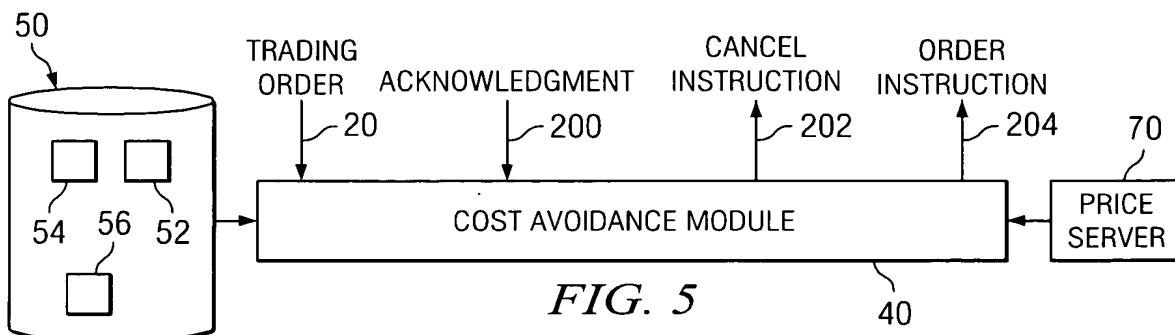 50
TRADING
ORDER
20
ACKNOWLEDGMENT
200
CANCEL
INSTRUCTION
202
ORDER
INSTRUCTION
204
70
54
52
56
COST AVOIDANCE MODULE
PRICE
SERVER
40
FIG. 5